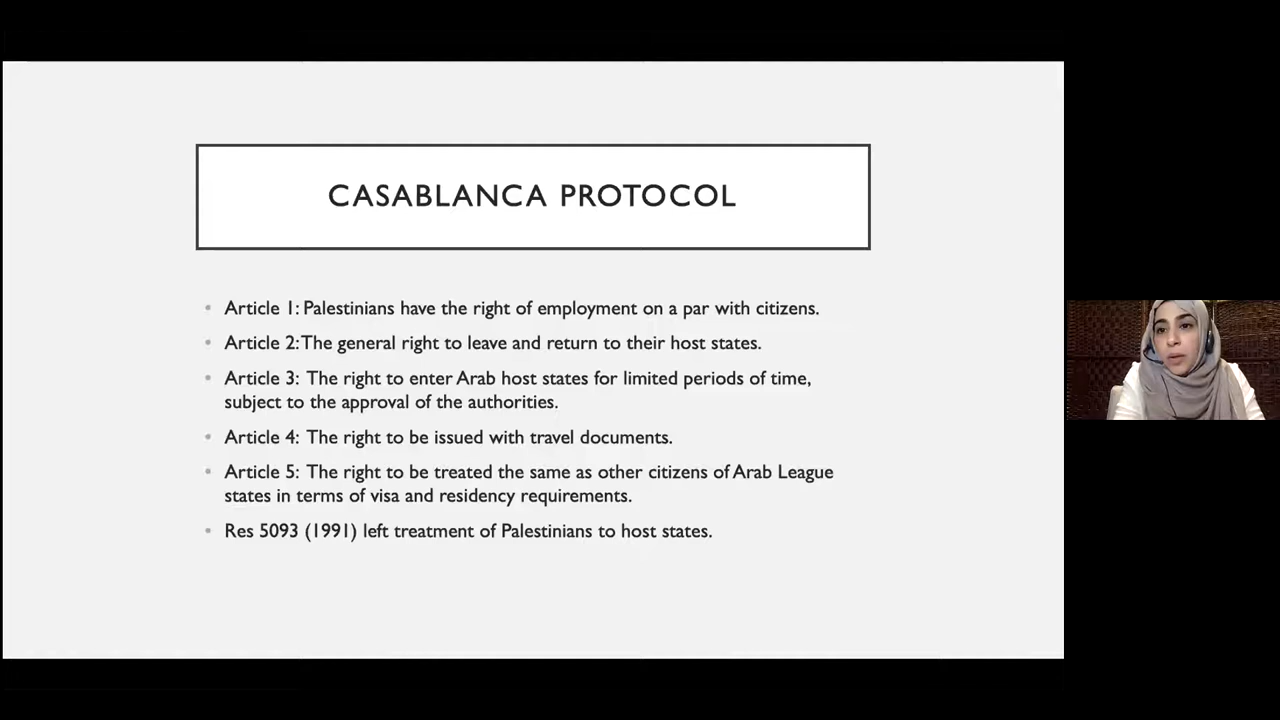 CASABLANCA PROTOCOL
• Article 1: Palestinians have the right of employment on a par with citizens.
• Article 2: The general right to leave and return to their host states.
• Article 3: The right to enter Arab host states for limited periods of time,
subject to the approval of the authorities.
• Article 4: The right to be issued with travel documents.
• Article 5: The right to be treated the same as other citizens of Arab League
states in terms of visa and residency requirements.
• Res 5093 (1991) left treatment of Palestinians to host states.